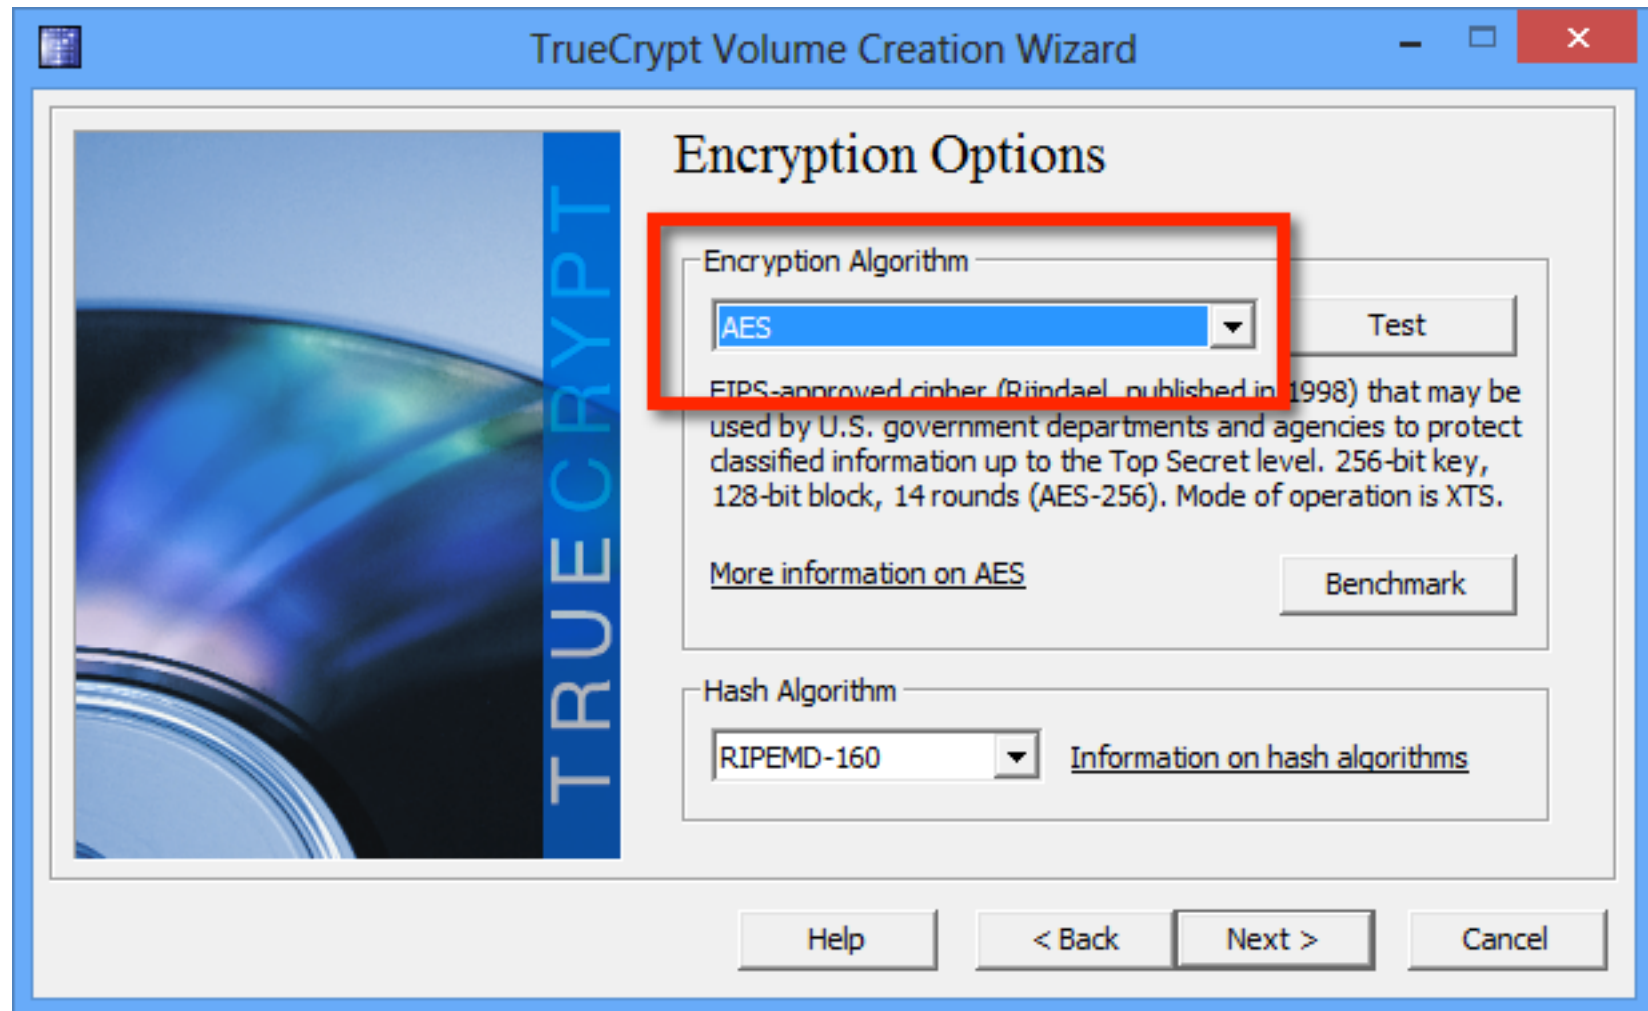 TrueCrypt Volume Creation Wizard
TRUECRYPT
Encryption Options
Encryption Algorithm
AES
Test
FIPS-approved cipher (Rijndael, published in 1998) that may be
used by U.S. government departments and agencies to protect
classified information up to the Top Secret level. 256-bit key,
128-bit block, 14 rounds (AES-256). Mode of operation is XTS.
More information on AES
Benchmark
Hash Algorithm
RIPEMD-160
Information on hash algorithms
Help
< Back
Next >
Cancel